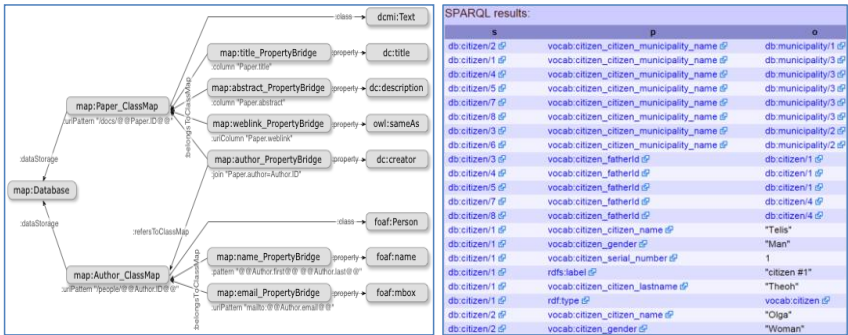 :class
dcmi:Text
map:title_PropertyBridge
:property
dc:title
:column "Paper.title"
map:abstract_PropertyBridge
:property
dc:description
:column "Paper.abstract"
:belongsToClassMap
map:Paper_ClassMap
:uriPattern "/docs/@@Paper.ID@@"
map:weblink_PropertyBridge
:property
owl:sameAs
:uriColumn "Paper.weblink"
map:author_PropertyBridge
:property
dc:creator
:join "Paper.author=Author.ID"
:dataStorage
map:Database
:dataStorage
:refersToClassMap
:class
foaf:Person
map:name_PropertyBridge
:property
foaf:name
:pattern "@@Author.first@@ @@Author.last@@"
:belongsToClassMap
map:Author_ClassMap
:uriPattern "/people/@@Author.ID@@"
map:email_PropertyBridge
:property
foaf:mbox
:uriPattern "mailto:@@Author.email@@"
SPARQL results:
s p o
db:citizen/2 vocab:citizen_citizen_municipality_name db:municipality/1
db:citizen/1 vocab:citizen_citizen_municipality_name db:municipality/3
db:citizen/4 vocab:citizen_citizen_municipality_name db:municipality/3
db:citizen/5 vocab:citizen_citizen_municipality_name db:municipality/3
db:citizen/7 vocab:citizen_citizen_municipality_name db:municipality/3
db:citizen/8 vocab:citizen_citizen_municipality_name db:municipality/3
db:citizen/3 vocab:citizen_citizen_municipality_name db:municipality/2
db:citizen/6 vocab:citizen_citizen_municipality_name db:municipality/2
db:citizen/3 vocab:citizen_fatherId db:citizen/1
db:citizen/4 vocab:citizen_fatherId db:citizen/1
db:citizen/5 vocab:citizen_fatherId db:citizen/1
db:citizen/7 vocab:citizen_fatherId db:citizen/4
db:citizen/8 vocab:citizen_fatherId db:citizen/4
db:citizen/1 vocab:citizen_citizen_name "Telis"
db:citizen/1 vocab:citizen_gender "Man"
db:citizen/1 vocab:citizen_serial_number 1
db:citizen/1 rdfs:label "citizen #1"
db:citizen/1 vocab:citizen_citizen_lastname "Theoh"
db:citizen/1 rdf:type vocab:citizen
db:citizen/2 vocab:citizen_citizen_name "Olga"
db:citizen/2 vocab:citizen_gender "Woman"